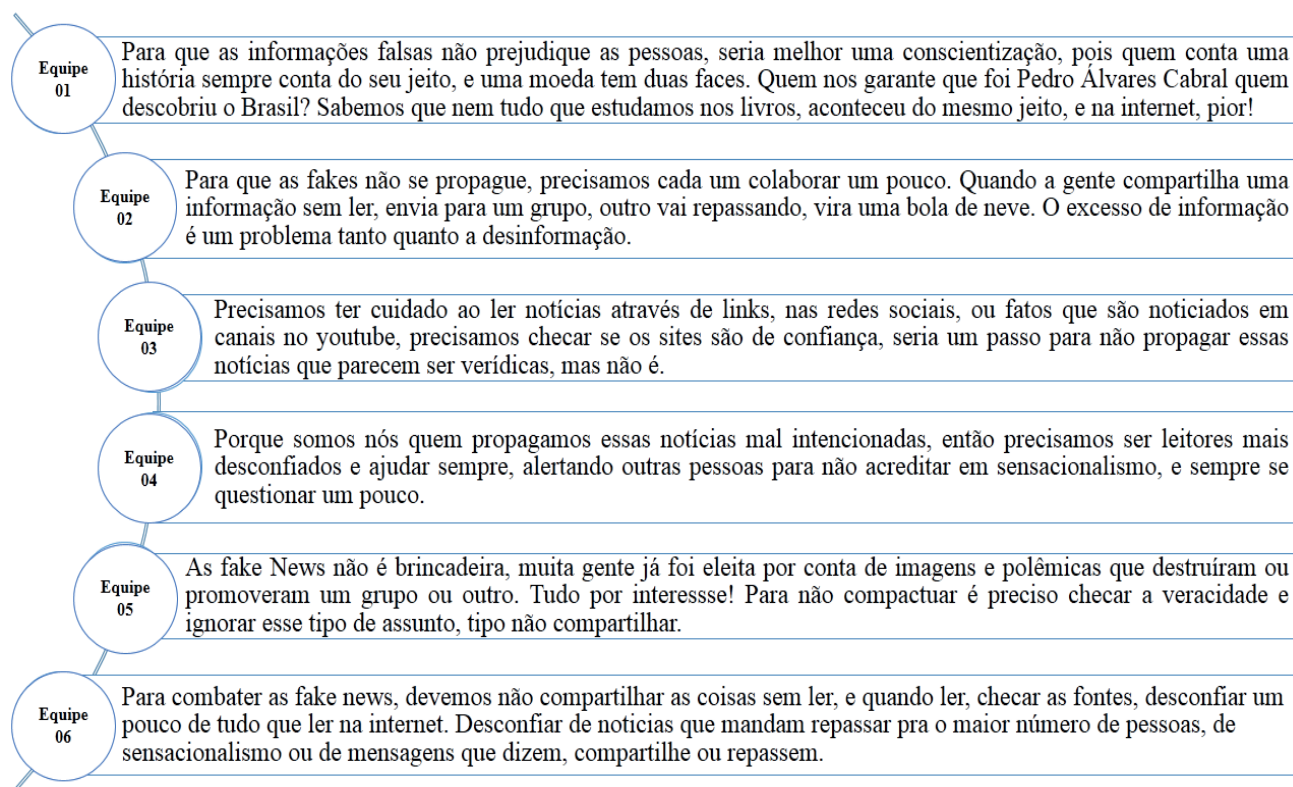 Equipe
01
Para que as informações falsas não prejudique as pessoas, seria melhor uma conscientização, pois quem conta uma
história sempre conta do seu jeito, e uma moeda tem duas faces. Quem nos garante que foi Pedro Álvares Cabral quem
descobriu o Brasil? Sabemos que nem tudo que estudamos nos livros, aconteceu do mesmo jeito, e na internet, pior!
Equipe
02
Para que as fakes não se propague, precisamos cada um colaborar um pouco. Quando a gente compartilha uma
informação sem ler, envia para um grupo, outro vai repassando, vira uma bola de neve. O excesso de informação
é um problema tanto quanto a desinformação.
Equipe
03
Precisamos ter cuidado ao ler notícias através de links, nas redes sociais, ou fatos que são noticiados em
canais no youtube, precisamos checar se os sites são de confiança, seria um passo para não propagar essas
notícias que parecem ser verídicas, mas não é.
Equipe
04
Porque somos nós quem propagamos essas notícias mal intencionadas, então precisamos ser leitores mais
desconfiados e ajudar sempre, alertando outras pessoas para não acreditar em sensacionalismo, e sempre se
questionar um pouco.
Equipe
05
As fake News não é brincadeira, muita gente já foi eleita por conta de imagens e polêmicas que destruíram ou
promoveram um grupo ou outro. Tudo por interessse! Para não compactuar é preciso checar a veracidade e
ignorar esse tipo de assunto, tipo não compartilhar.
Equipe
06
Para combater as fake news, devemos não compartilhar as coisas sem ler, e quando ler, checar as fontes, desconfiar um
pouco de tudo que ler na internet. Desconfiar de noticias que mandam repassar pra o maior número de pessoas, de
sensacionalismo ou de mensagens que dizem, compartilhe ou repassem.